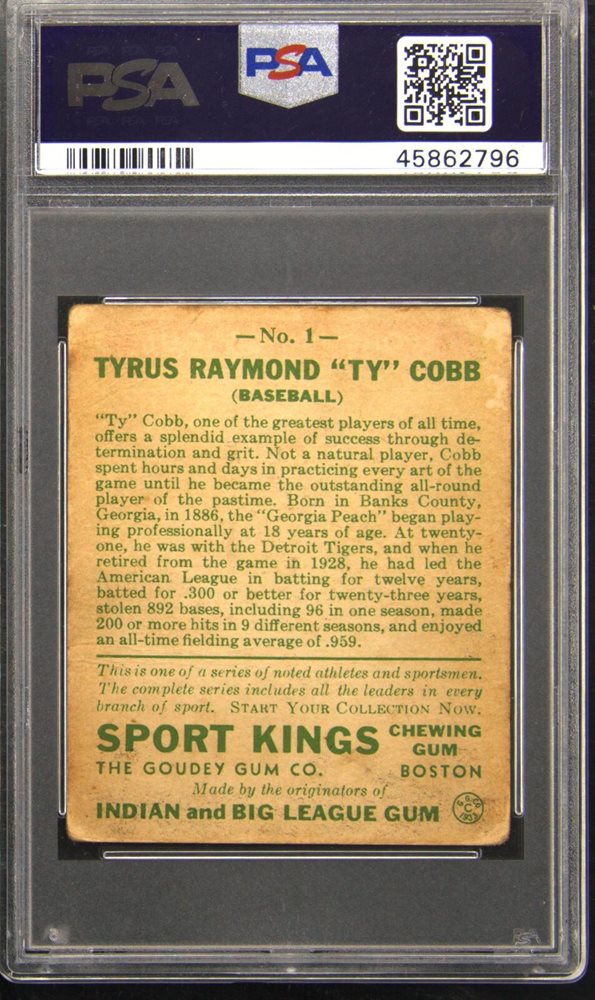 PSA
PSA
45862796
— No. 1 —
TYRUS RAYMOND "TY" COBB
(BASEBALL)
"Ty" Cobb, one of the greatest players of all time,
offers a splendid example of success through de-
termination and grit. Not a natural player, Cobb
spent hours and days in practicing every art of the
game until he became the outstanding all-round
player of the pastime. Born in Banks County,
Georgia, in 1886, the "Georgia Peach" began play-
ing professionally at 18 years of age. At twenty-
one, he was with the Detroit Tigers, and when he
retired from the game in 1928, he had led the
American League in batting for twelve years,
batted for .300 or better for twenty-three years,
stolen 892 bases, including 96 in one season, made
200 or more hits in 9 different seasons, and enjoyed
an all-time fielding average of .959.
This is one of a series of noted athletes and sportsmen.
The complete series includes all the leaders in every
branch of sport. START YOUR COLLECTION NOW.
SPORT KINGS CHEWING GUM
THE GOUDEY GUM CO. BOSTON
Made by the originators of
INDIAN and BIG LEAGUE GUM